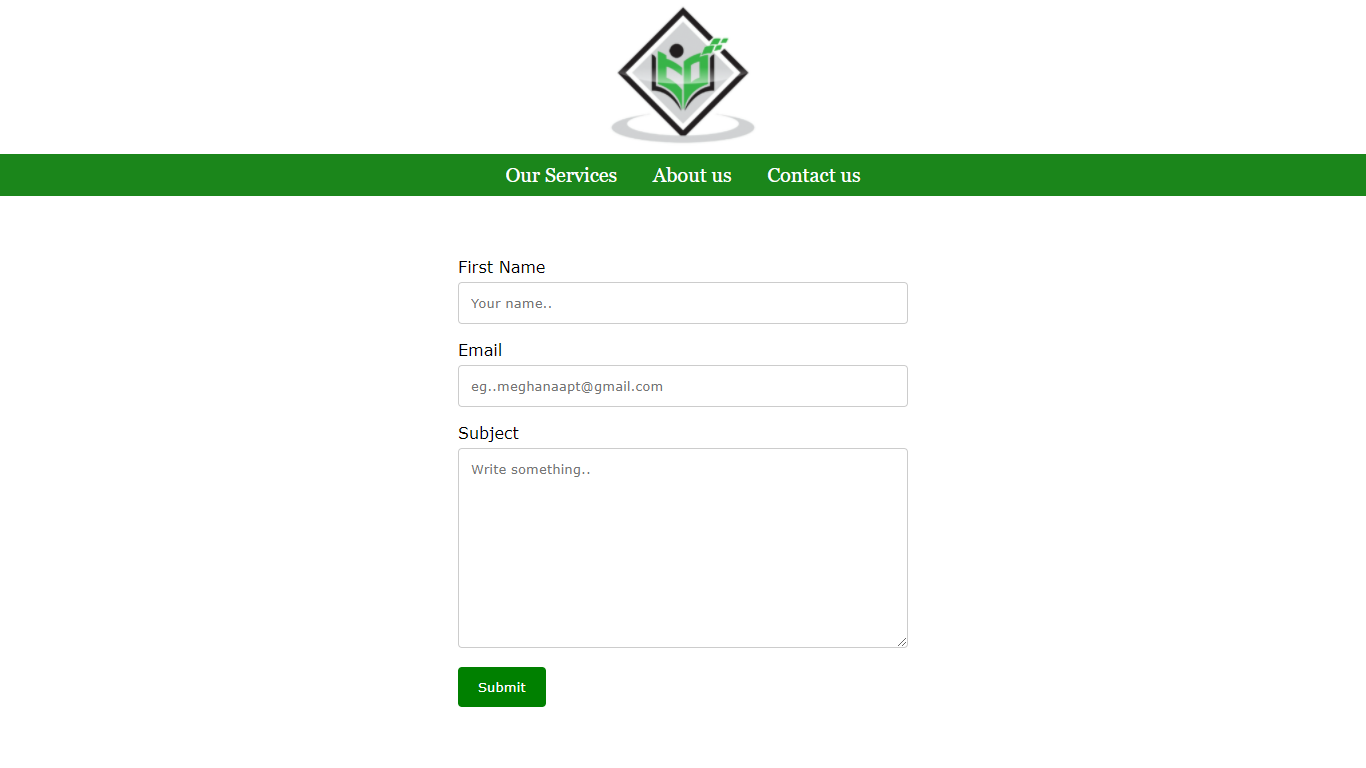 Our Services About us Contact us
First Name
Your name..
Email
eg..meghanaapt@gmail.com
Subject
Write something..
Submit